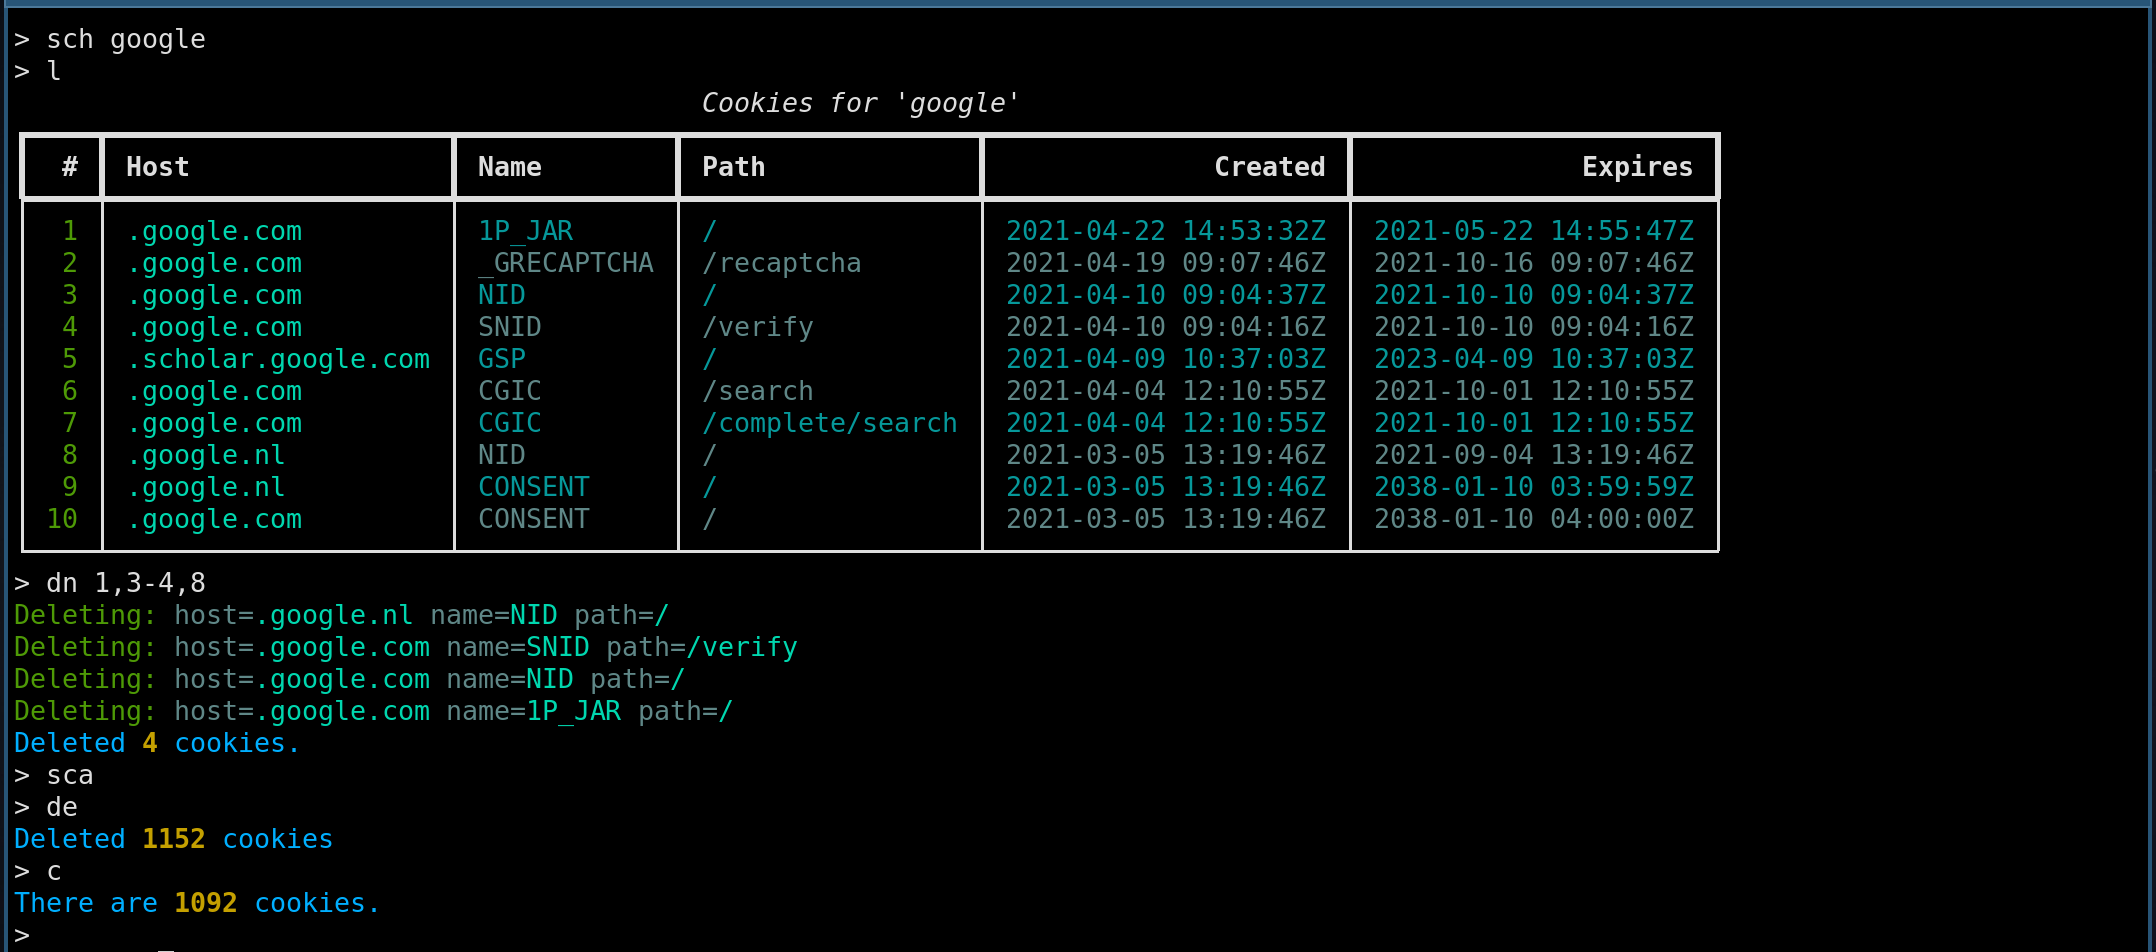 > sch google
> l
Cookies for 'google'
# Host Name Path Created Expires
1 .google.com 1P_JAR / 2021-04-22 14:53:32Z 2021-05-22 14:55:47Z
2 .google.com _GRECAPTCHA /recaptcha 2021-04-19 09:07:46Z 2021-10-16 09:07:46Z
3 .google.com NID / 2021-04-10 09:04:37Z 2021-10-10 09:04:37Z
4 .google.com SNID /verify 2021-04-10 09:04:16Z 2021-10-10 09:04:16Z
5 .scholar.google.com GSP / 2021-04-09 10:37:03Z 2023-04-09 10:37:03Z
6 .google.com CGIC /search 2021-04-04 12:10:55Z 2021-10-01 12:10:55Z
7 .google.com CGIC /complete/search 2021-04-04 12:10:55Z 2021-10-01 12:10:55Z
8 .google.nl NID / 2021-03-05 13:19:46Z 2021-09-04 13:19:46Z
9 .google.nl CONSENT / 2021-03-05 13:19:46Z 2038-01-10 03:59:59Z
10 .google.com CONSENT / 2021-03-05 13:19:46Z 2038-01-10 04:00:00Z
> dn 1,3-4,8
Deleting: host=.google.nl name=NID path=/
Deleting: host=.google.com name=SNID path=/verify
Deleting: host=.google.com name=NID path=/
Deleting: host=.google.com name=1P_JAR path=/
Deleted 4 cookies.
> sca
> de
Deleted 1152 cookies
> c
There are 1092 cookies.
>